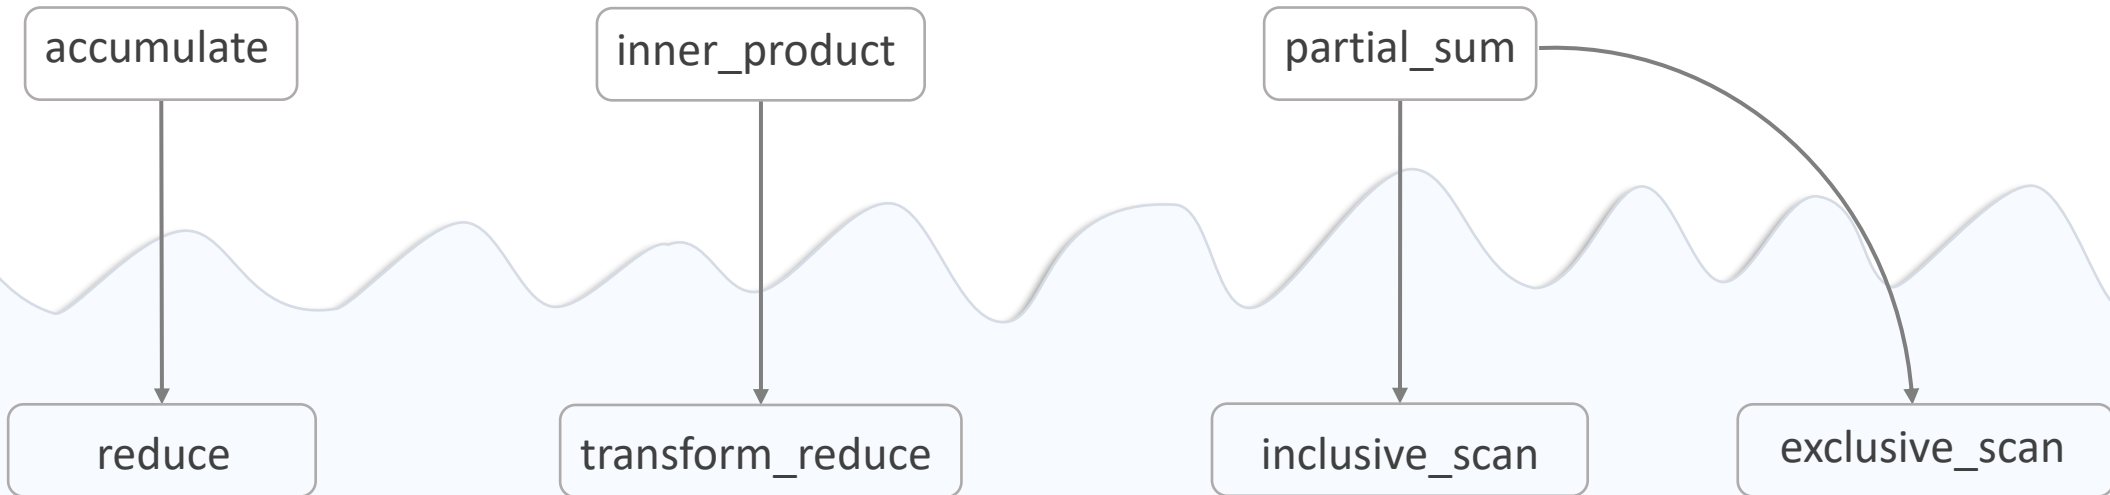 accumulate
inner_product
partial_sum
reduce
transform_reduce
inclusive_scan
exclusive_scan